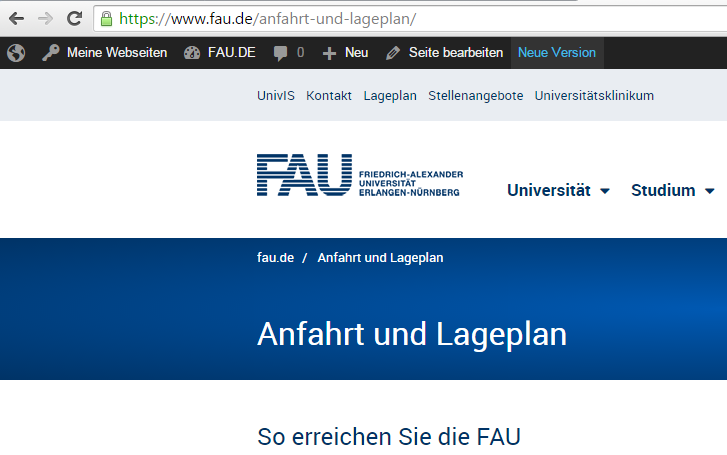 https://www.fau.de/anfahrt-und-lageplan/
Meine Webseiten FAU.DE 0 Neu Seite bearbeiten Neue Version
UnivIS Kontakt Lageplan Stellenangebote Universitätsklinikum
FAU FRIEDRICH-ALEXANDER
UNIVERSITÄT
ERLANGEN-NÜRNBERG
Universität Studium
fau.de / Anfahrt und Lageplan
Anfahrt und Lageplan
So erreichen Sie die FAU